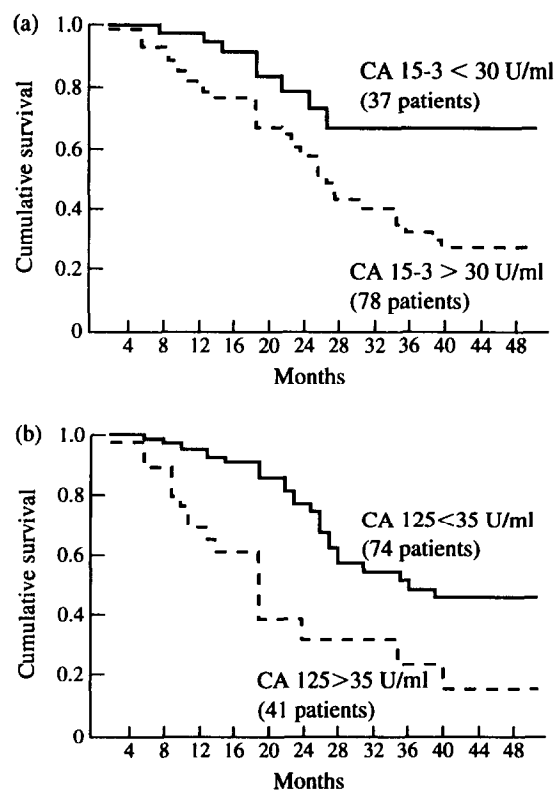 (a)
1.0
0.8
0.6
0.4
0.2
0
Cumulative survival
CA 15-3 < 30 U/ml
(37 patients)
CA 15-3 > 30 U/ml
(78 patients)
4 8 12 16 20 24 28 32 36 40 44 48
Months
(b)
1.0
0.8
0.6
0.4
0.2
0
Cumulative survival
CA 125<35 U/ml
(74 patients)
CA 125>35 U/ml
(41 patients)
4 8 12 16 20 24 28 32 36 40 44 48
Months